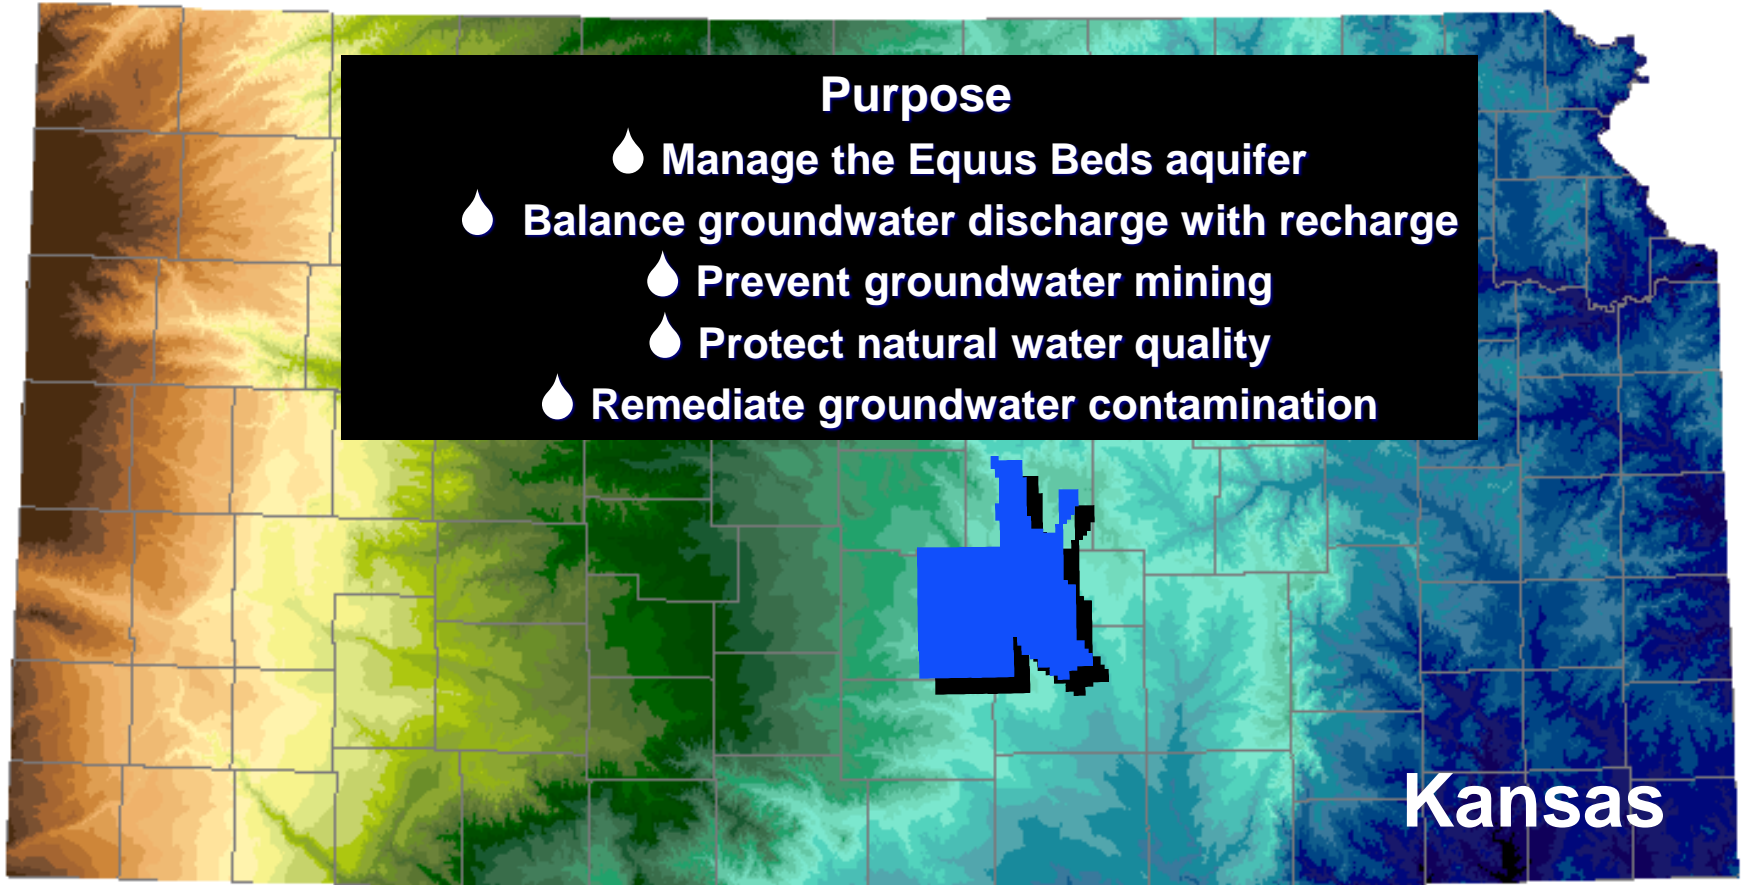 Purpose
Manage the Equus Beds aquifer
Balance groundwater discharge with recharge
Prevent groundwater mining
Protect natural water quality
Remediate groundwater contamination
Kansas